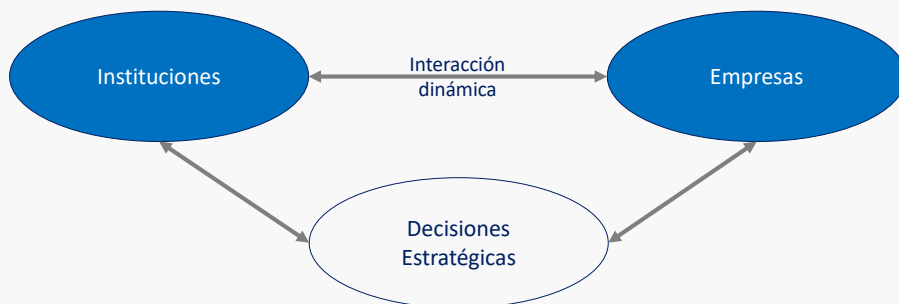 Instituciones
Interacción
dinámica
Empresas
Decisiones
Estratégicas